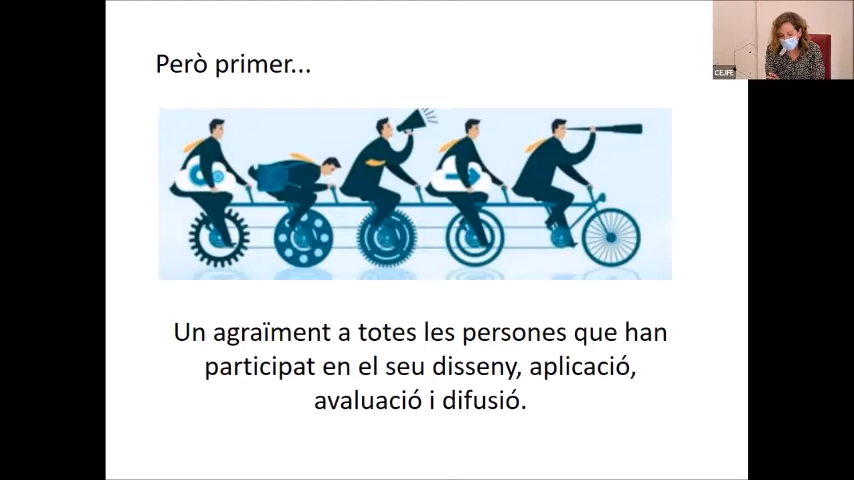 Però primer...
CEJFE
Un agraïment a totes les persones que han
participat en el seu disseny, aplicació,
avaluació i difusió.